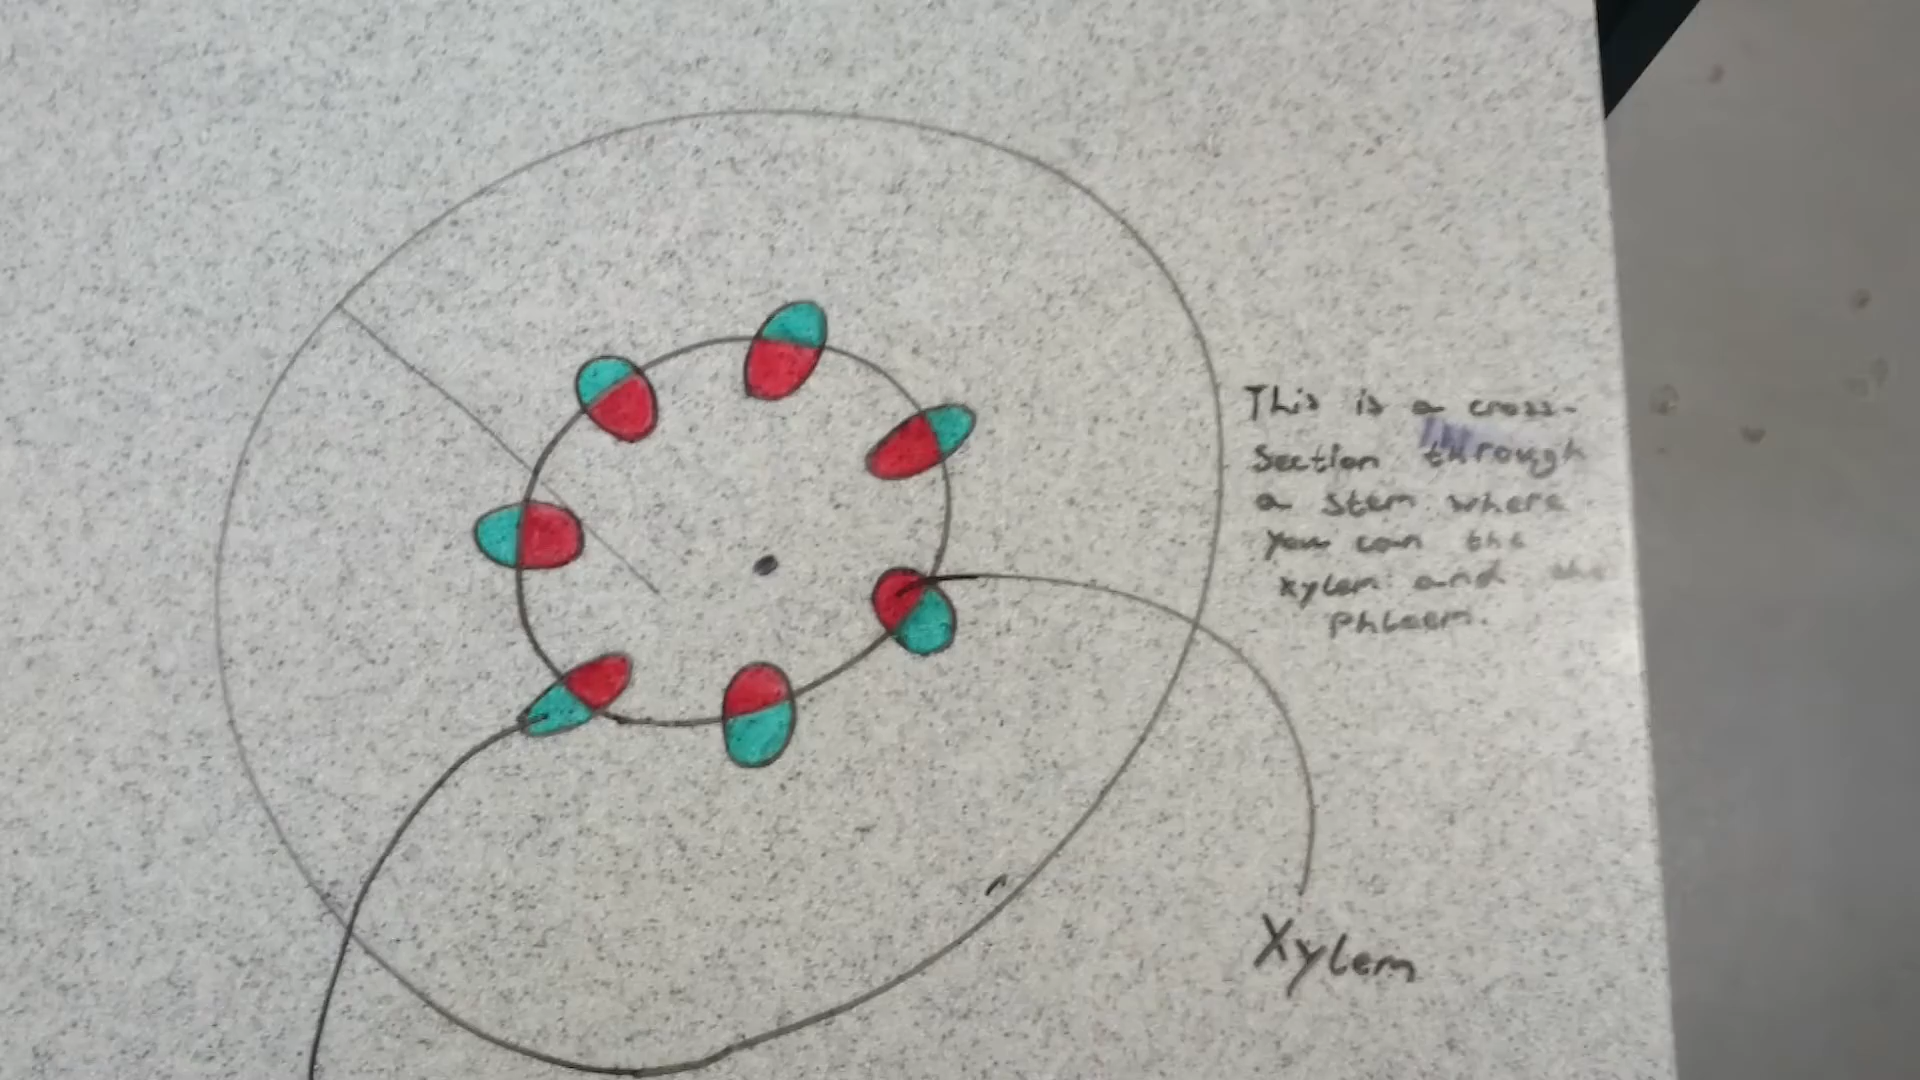 This is a cross-
section through
a stem where
you can the
xylem and the
phloem.
Xylem